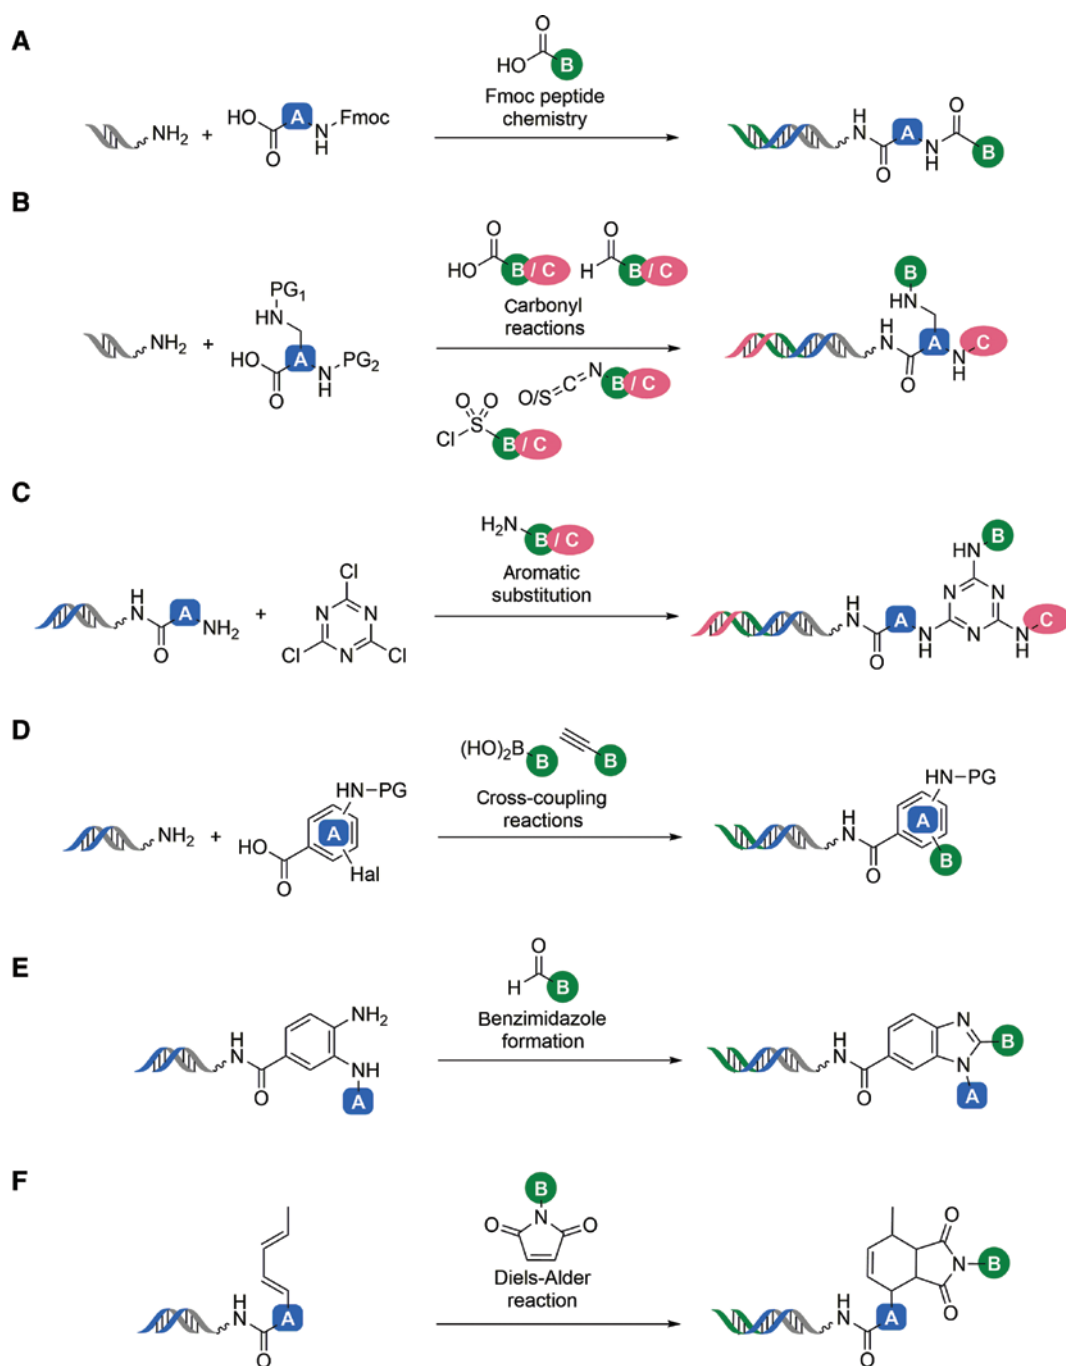 A
O
HO
B
Fmoc peptide
chemistry
NH2
+
HO
A
Fmoc
N
H
O
H
N
O
A
N
H
O
B
B
PG1
HN
NH2
+
HO
A
PG2
N
H
O
O
HO
B / C
O
H
B / C
Carbonyl
reactions
O/S
C
N
B / C
O
O
S
Cl
B / C
B
HN
H
N
O
A
N
H
C
C
H
N
O
A
NH2
+
Cl
N
N
N
Cl
Cl
H2N
B / C
Aromatic
substitution
B
HN
N
N
N
H
N
O
A
N
H
N
H
C
D
NH2
+
HN–PG
A
HO
O
Hal
(HO)2B
B
B
Cross-coupling
reactions
HN–PG
H
N
O
A
B
E
H
N
O
NH2
NH
A
O
H
B
Benzimidazole
formation
H
N
O
N
N
B
A
F
H
N
O
A
B
N
O
O
Diels-Alder
reaction
O
N
B
O
H
N
O
A